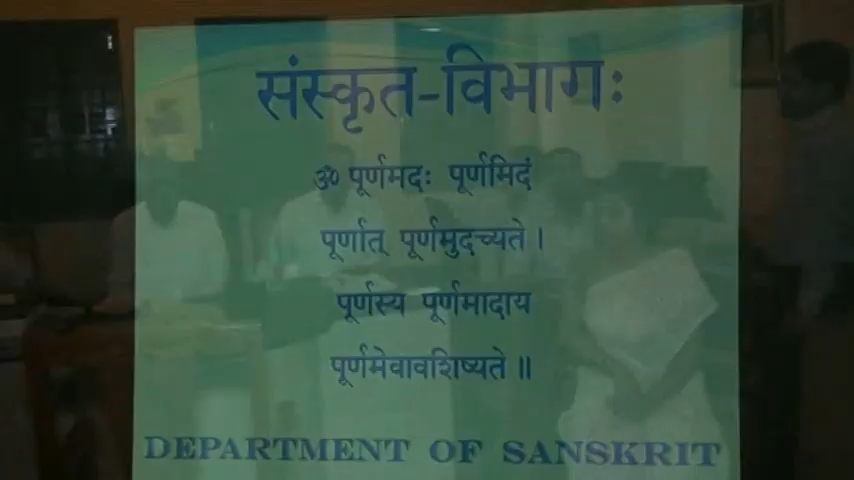 संस्कृत-विभागः
ॐ पूर्णमदः पूर्णमिदं
पूर्णात् पूर्णमुदच्यते।
पूर्णस्य पूर्णमादाय
पूर्णमेवावशिष्यते॥
DEPARTMENT OF SANSKRIT